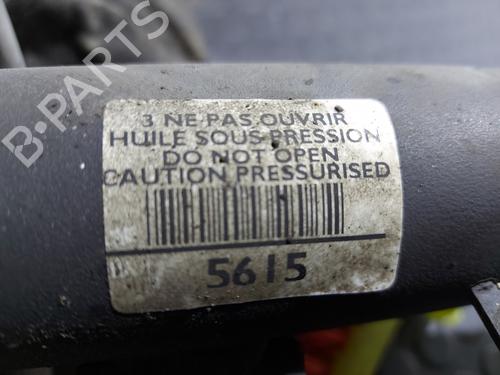 3 NE PAS OUVRIR
HUILE SOUS PRESSION
DO NOT OPEN
CAUTION PRESSURISED
5615
B-PARTS